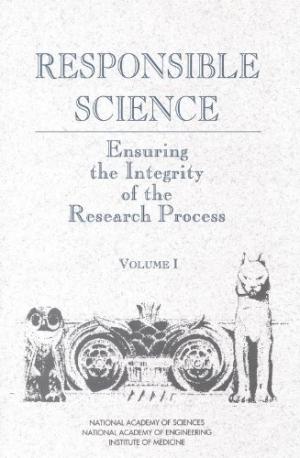 RESPONSIBLE
SCIENCE
Ensuring
the Integrity
of the
Research Process
VOLUME I
NATIONAL ACADEMY OF SCIENCES
NATIONAL ACADEMY OF ENGINEERING
INSTITUTE OF MEDICINE